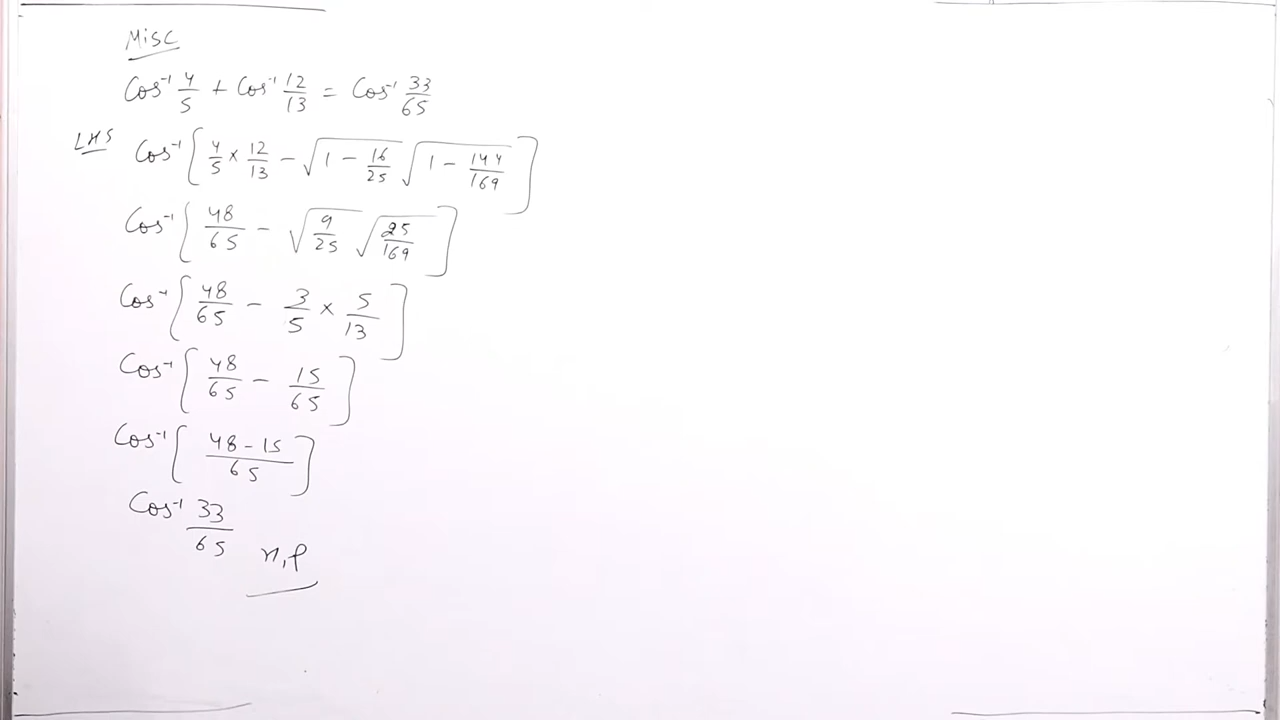 Misc
Cos⁻¹ 4/5 + Cos⁻¹ 12/13 = Cos⁻¹ 33/65
LHS Cos⁻¹ [ 4/5 × 12/13 − √(1 − 16/25) √(1 − 144/169) ]
Cos⁻¹ [ 48/65 − √(9/25) √(25/169) ]
Cos⁻¹ [ 48/65 − 3/5 × 5/13 ]
Cos⁻¹ [ 48/65 − 15/65 ]
Cos⁻¹ [ (48 − 15)/65 ]
Cos⁻¹ 33/65